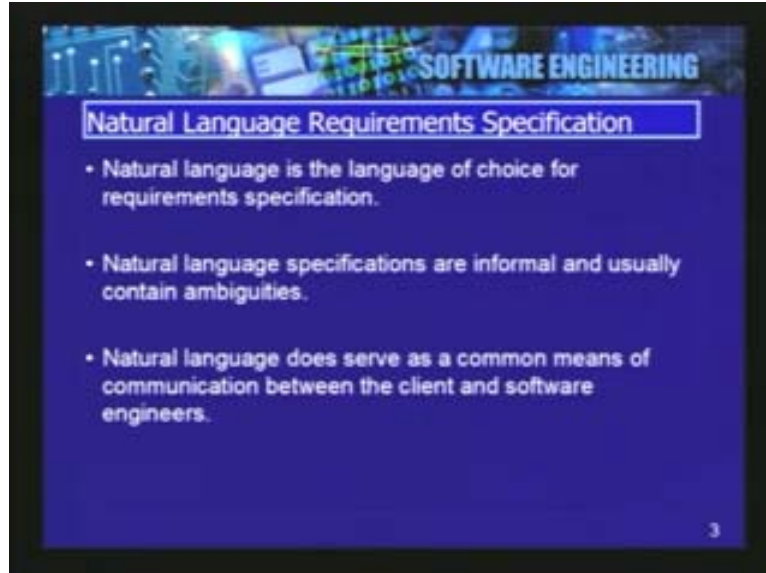 SOFTWARE ENGINEERING
Natural Language Requirements Specification
• Natural language is the language of choice for
requirements specification.
• Natural language specifications are informal and usually
contain ambiguities.
• Natural language does serve as a common means of
communication between the client and software
engineers.
3